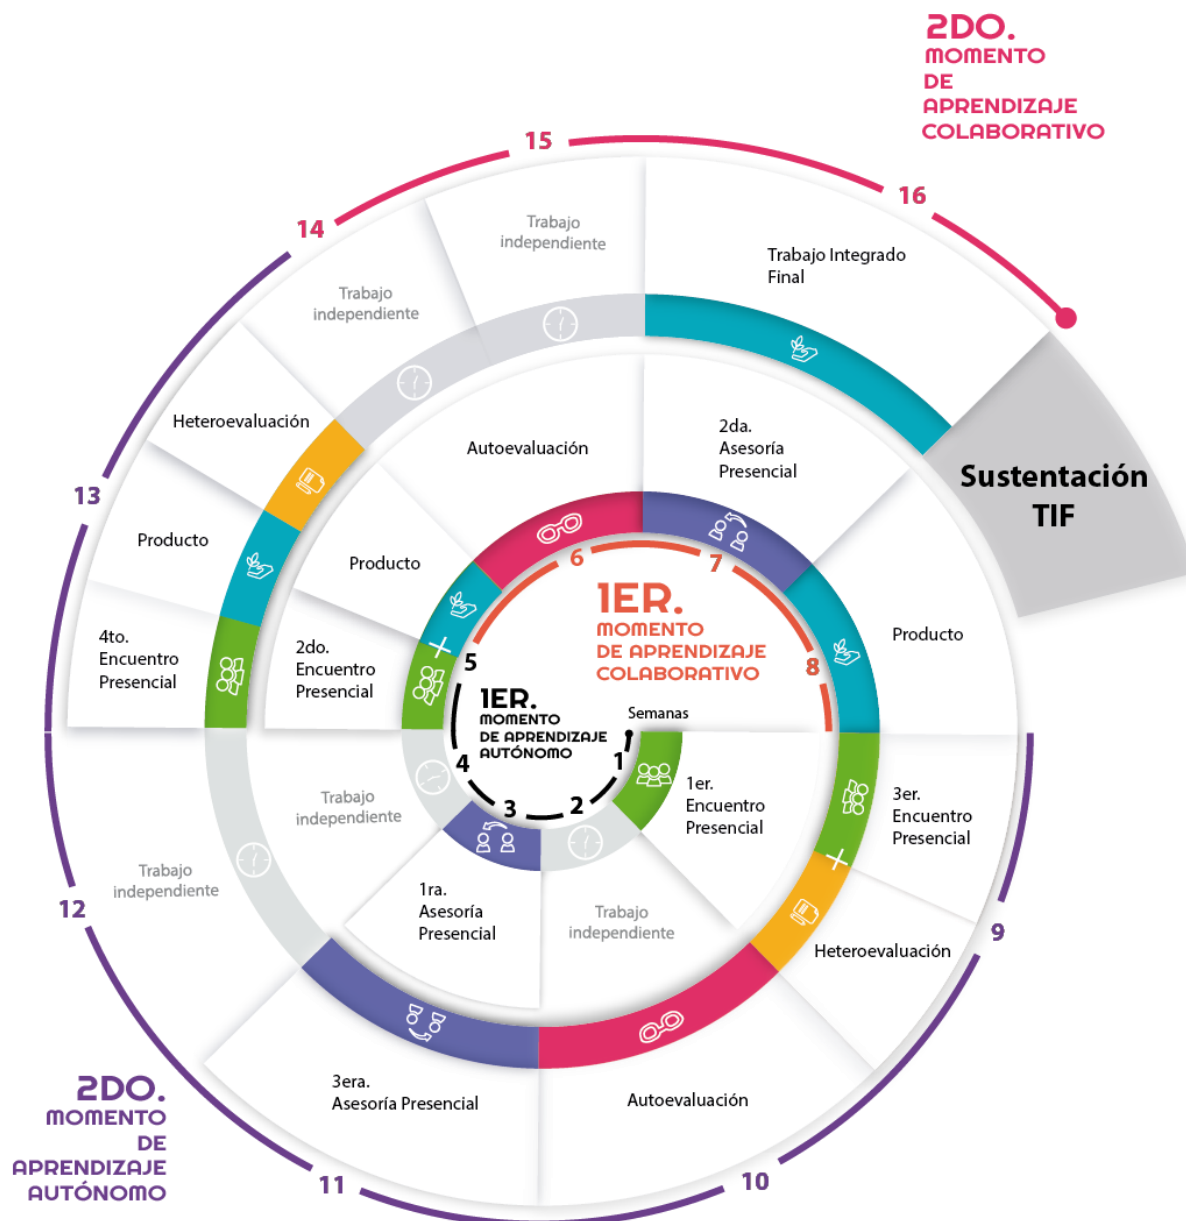 2DO.
MOMENTO
DE
APRENDIZAJE
COLABORATIVO
15
16
14
Trabajo
independiente
Trabajo Integrado
Final
Trabajo
independiente
Heteroevaluación
Autoevaluación
2da.
Asesoría
Presencial
Sustentación
TIF
13
Producto
Producto
6
7
1ER.
MOMENTO
DE APRENDIZAJE
COLABORATIVO
Producto
4to.
Encuentro
Presencial
2do.
Encuentro
Presencial
5
8
1ER.
MOMENTO
DE APRENDIZAJE
AUTÓNOMO
Semanas
4
3
2
1
1er.
Encuentro
Presencial
3er.
Encuentro
Presencial
Trabajo
independiente
Trabajo
independiente
12
1ra.
Asesoría
Presencial
Trabajo
independiente
9
Heteroevaluación
3era.
Asesoría Presencial
Autoevaluación
2DO.
MOMENTO
DE
APRENDIZAJE
AUTÓNOMO
11
10